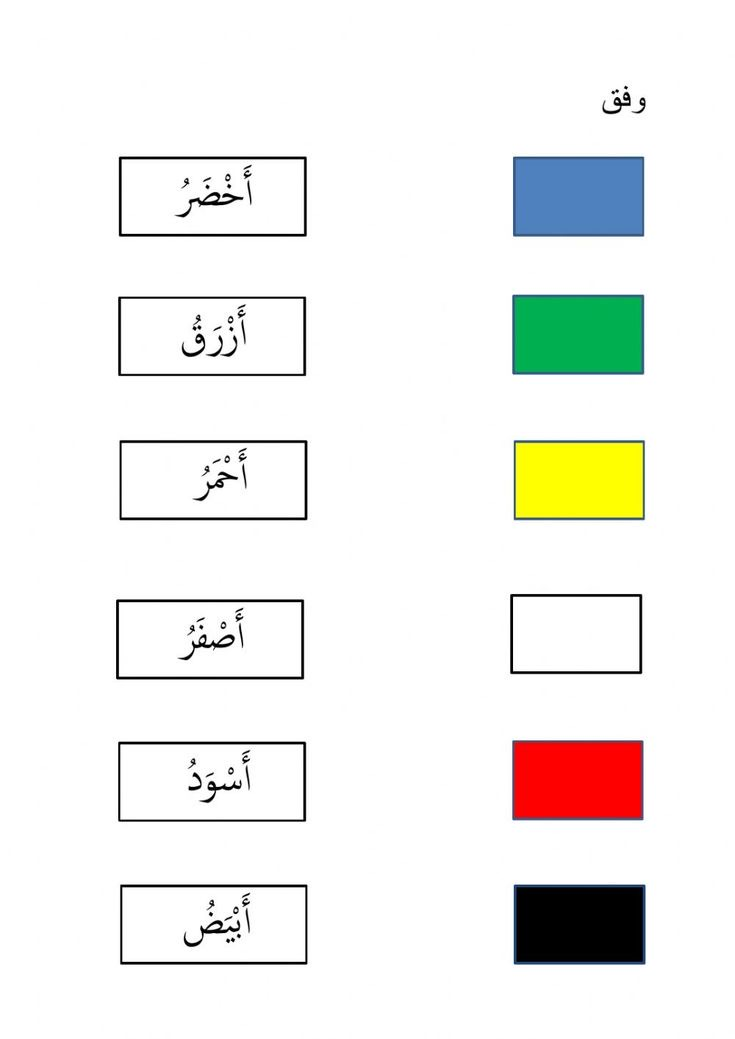 وفق
أَخْضَرُ
أَزْرَقُ
أَحْمَرُ
أَصْفَرُ
أَسْوَدُ
أَبْيَضُ